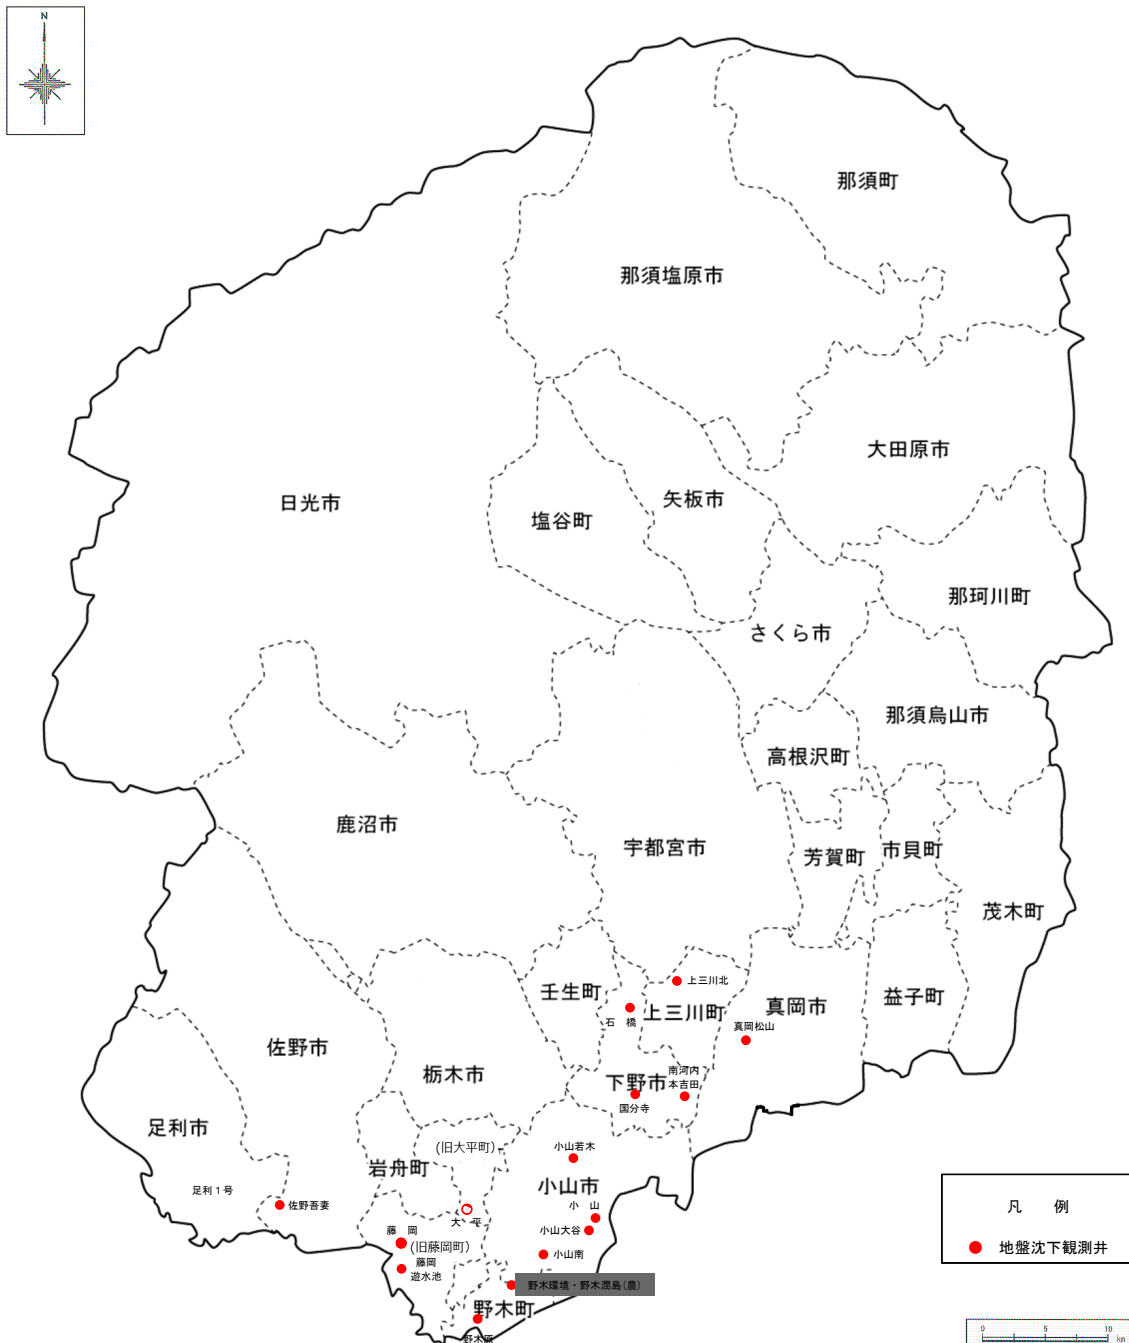 N
那須町
那須塩原市
大田原市
矢板市
日光市
塩谷町
那珂川町
さくら市
那須烏山市
高根沢町
鹿沼市
宇都宮市
芳賀町
市貝町
茂木町
上三川北
壬生町
益子町
真岡市
上三川町
石 橋
真岡松山
佐野市
栃木市
南河内
本吉田
下野市
国分寺
足利市
(旧大平町)
小山若木
岩舟町
小山市
足利1号
佐野吾妻
小 山
大 平
小山大谷
藤 岡
(旧藤岡町)
小山南
藤岡
遊水池
野木環境・野木潤島(農)
野木町
野木原
凡 例
地盤沈下観測井
0 5 10
km